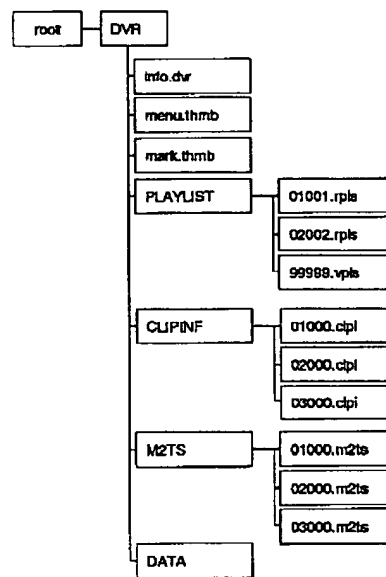 root
DVR
info.dvr
menu.thmb
mark.thmb
PLAYLIST
01001.rpls
02002.rpls
99999.vpls
CLIPINF
01000.clpi
02000.clpi
03000.clpi
M2TS
01000.m2ts
02000.m2ts
03000.m2ts
DATA